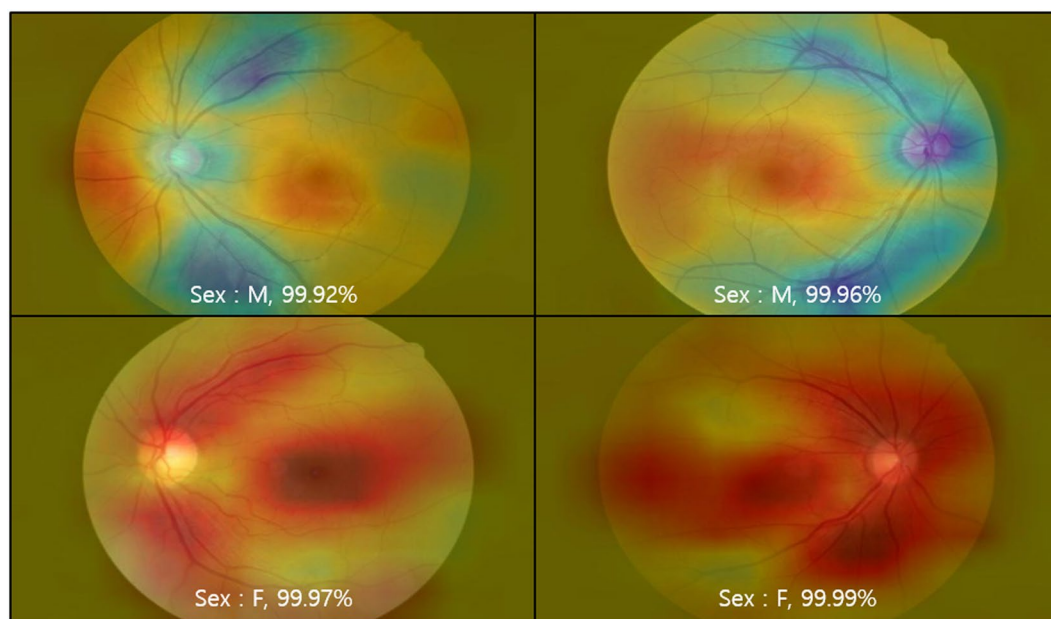 Sex : M, 99.92%
Sex : M, 99.96%
Sex : F, 99.97%
Sex : F, 99.99%